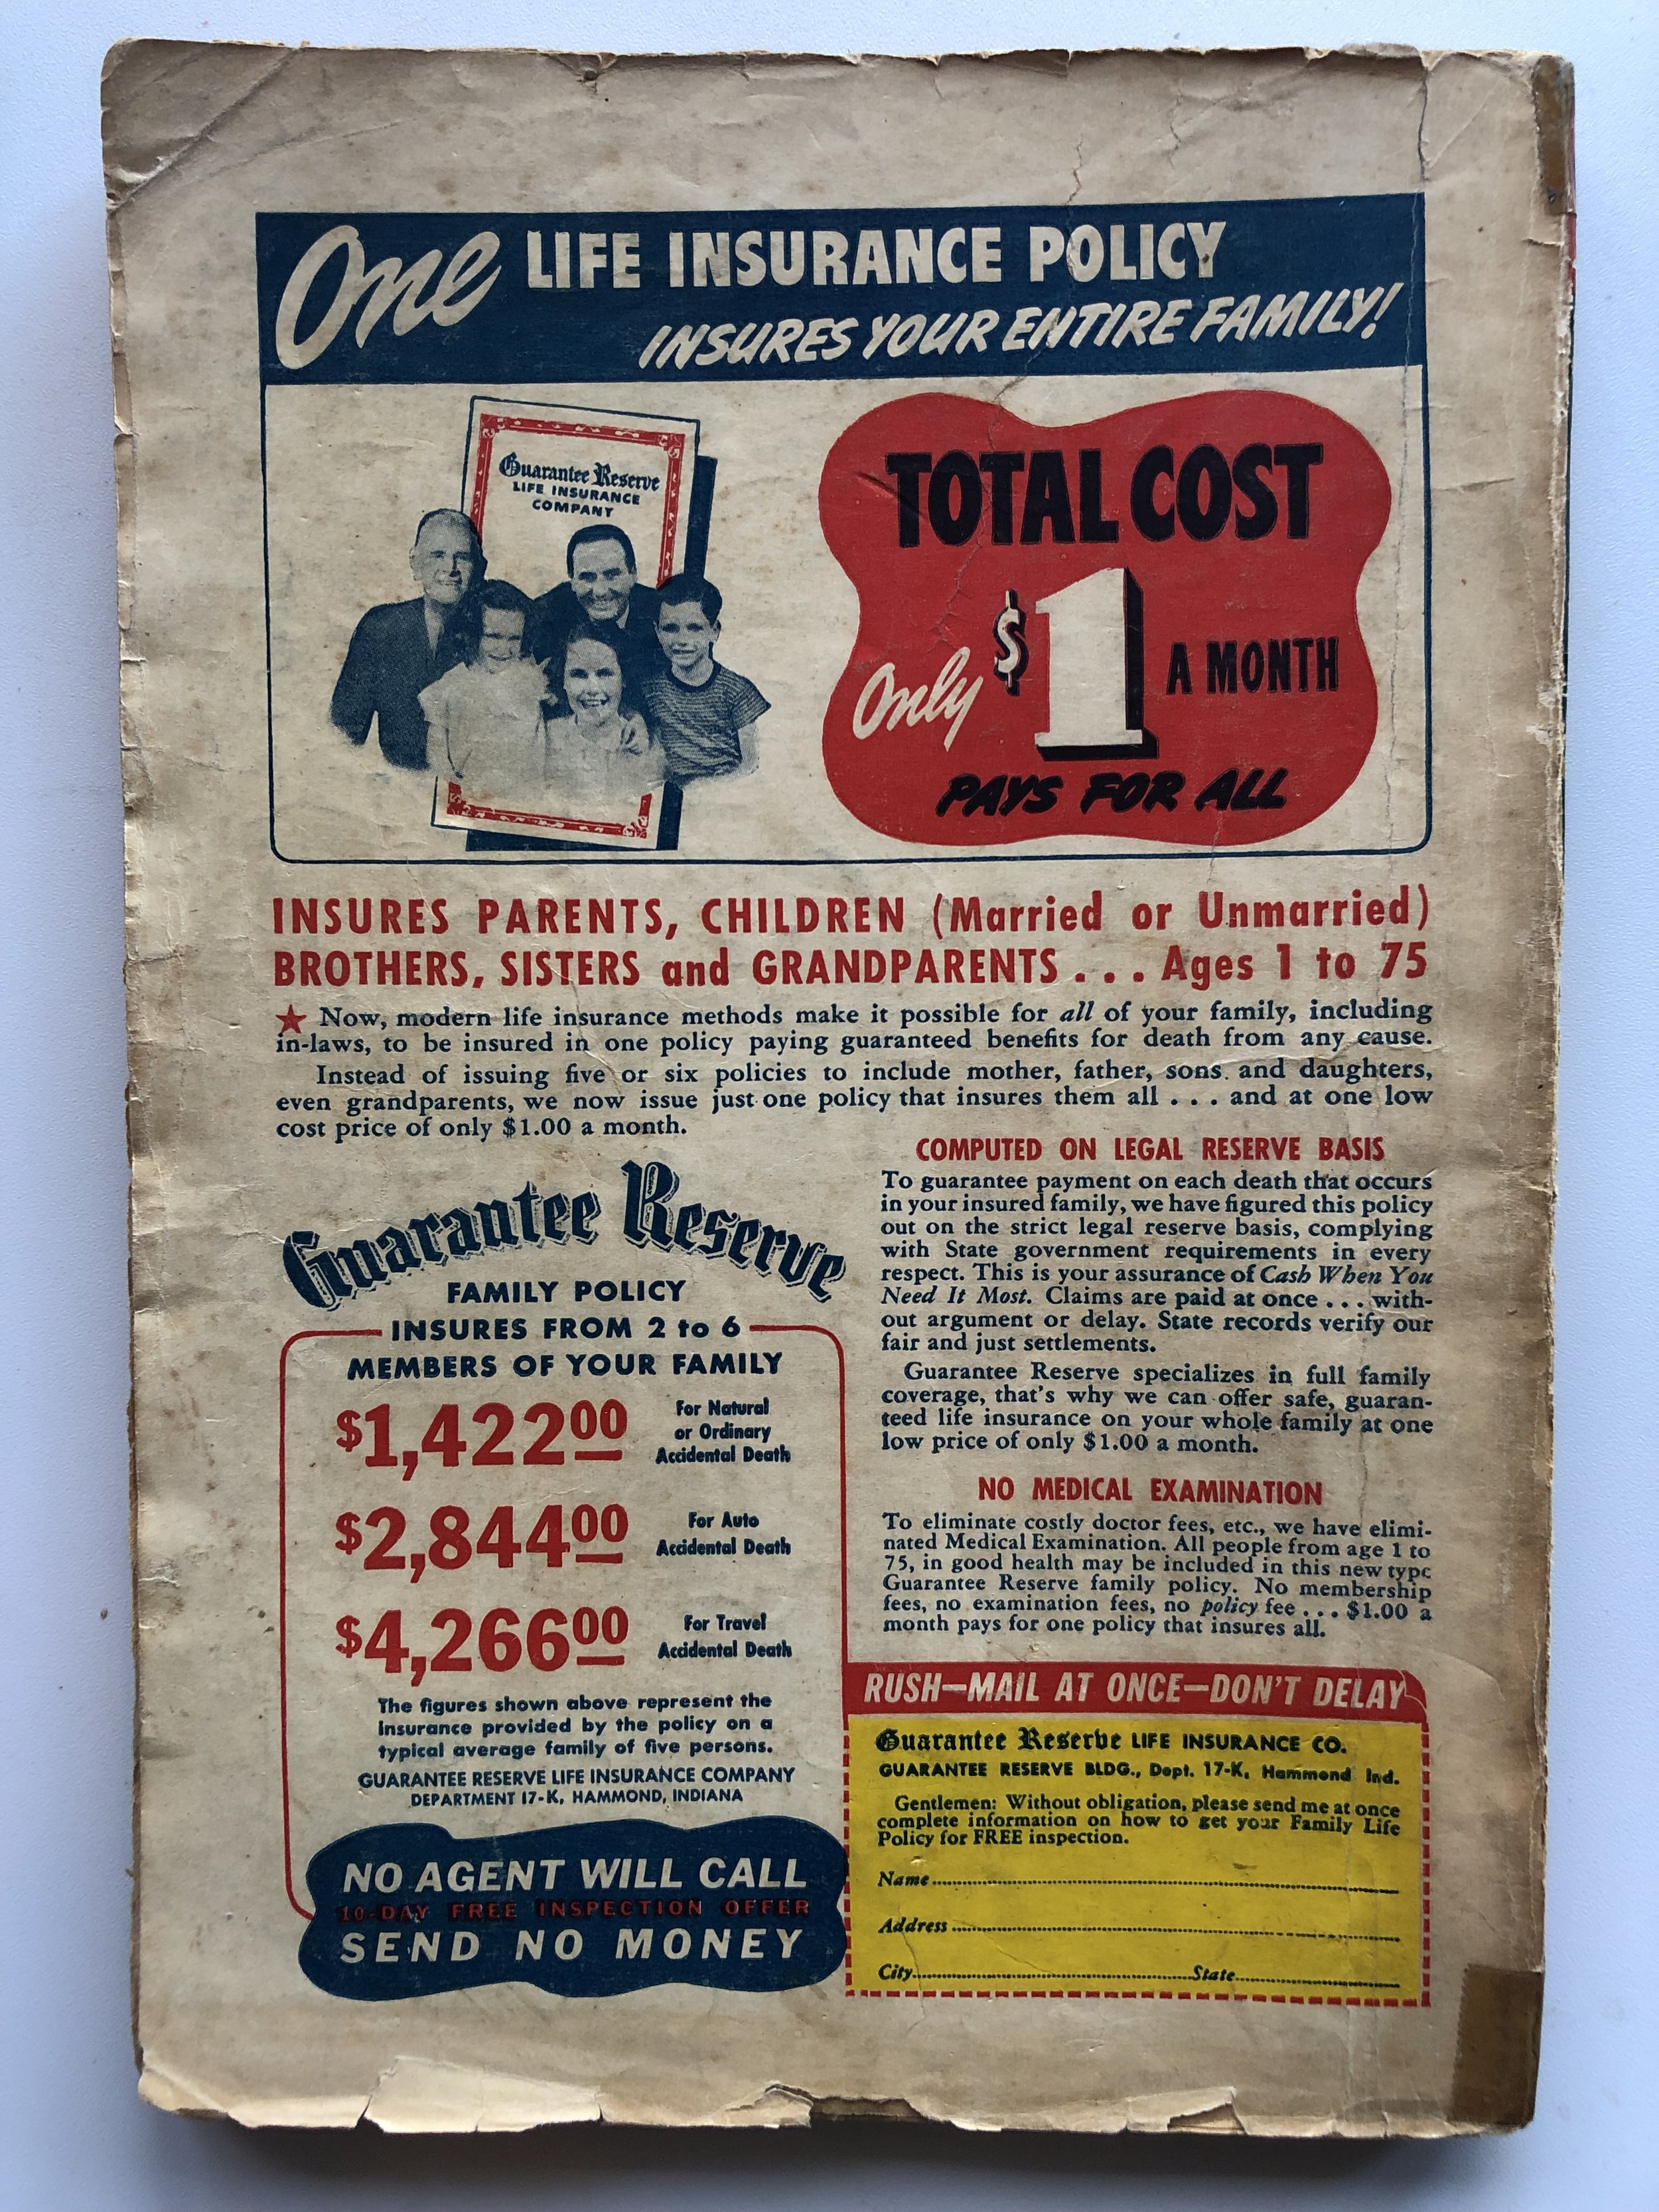 One LIFE INSURANCE POLICY
INSURES YOUR ENTIRE FAMILY!
Guarantee Reserve
LIFE INSURANCE
COMPANY
TOTAL COST
Only $1 A MONTH
PAYS FOR ALL
INSURES PARENTS, CHILDREN (Married or Unmarried)
BROTHERS, SISTERS and GRANDPARENTS . . . Ages 1 to 75
★ Now, modern life insurance methods make it possible for all of your family, including
in-laws, to be insured in one policy paying guaranteed benefits for death from any cause.
Instead of issuing five or six policies to include mother, father, sons and daughters,
even grandparents, we now issue just one policy that insures them all . . . and at one low
cost price of only $1.00 a month.
Guarantee Reserve
FAMILY POLICY
INSURES FROM 2 to 6
MEMBERS OF YOUR FAMILY
$1,422.00 For Natural
or Ordinary
Accidental Death
$2,844.00 For Auto
Accidental Death
$4,266.00 For Travel
Accidental Death
The figures shown above represent the
insurance provided by the policy on a
typical average family of five persons.
GUARANTEE RESERVE LIFE INSURANCE COMPANY
DEPARTMENT 17-K, HAMMOND, INDIANA
NO AGENT WILL CALL
10-DAY FREE INSPECTION OFFER
SEND NO MONEY
COMPUTED ON LEGAL RESERVE BASIS
To guarantee payment on each death that occurs
in your insured family, we have figured this policy
out on the strict legal reserve basis, complying
with State government requirements in every
respect. This is your assurance of Cash When You
Need It Most. Claims are paid at once . . . with-
out argument or delay. State records verify our
fair and just settlements.
Guarantee Reserve specializes in full family
coverage, that's why we can offer safe, guaran-
teed life insurance on your whole family at one
low price of only $1.00 a month.
NO MEDICAL EXAMINATION
To eliminate costly doctor fees, etc., we have elimi-
nated Medical Examination. All people from age 1 to
75, in good health may be included in this new type
Guarantee Reserve family policy. No membership
fees, no examination fees, no policy fee . . . $1.00 a
month pays for one policy that insures all.
RUSH—MAIL AT ONCE—DON'T DELAY
Guarantee Reserve LIFE INSURANCE CO.
GUARANTEE RESERVE BLDG., Dept. 17-K, Hammond Ind.
Gentlemen: Without obligation, please send me at once
complete information on how to get your Family Life
Policy for FREE inspection.
Name
Address
City State